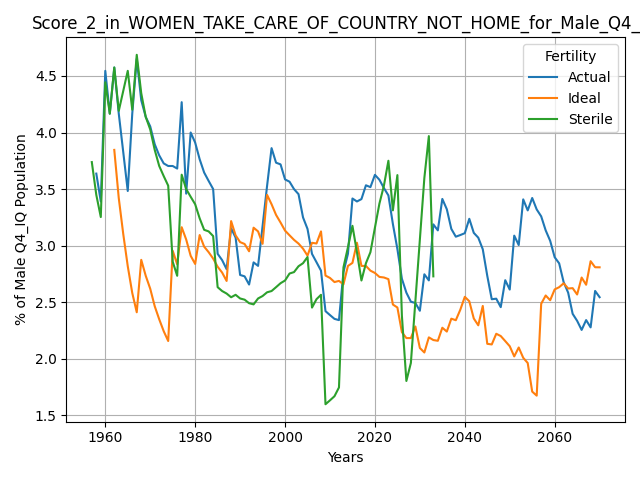 Score_2_in_WOMEN_TAKE_CARE_OF_COUNTRY_NOT_HOME_for_Male_Q4_
Fertility
Actual
Ideal
Sterile
% of Male Q4_IQ Population
4.5
4.0
3.5
3.0
2.5
2.0
1.5
1960 1980 2000 2020 2040 2060
Years